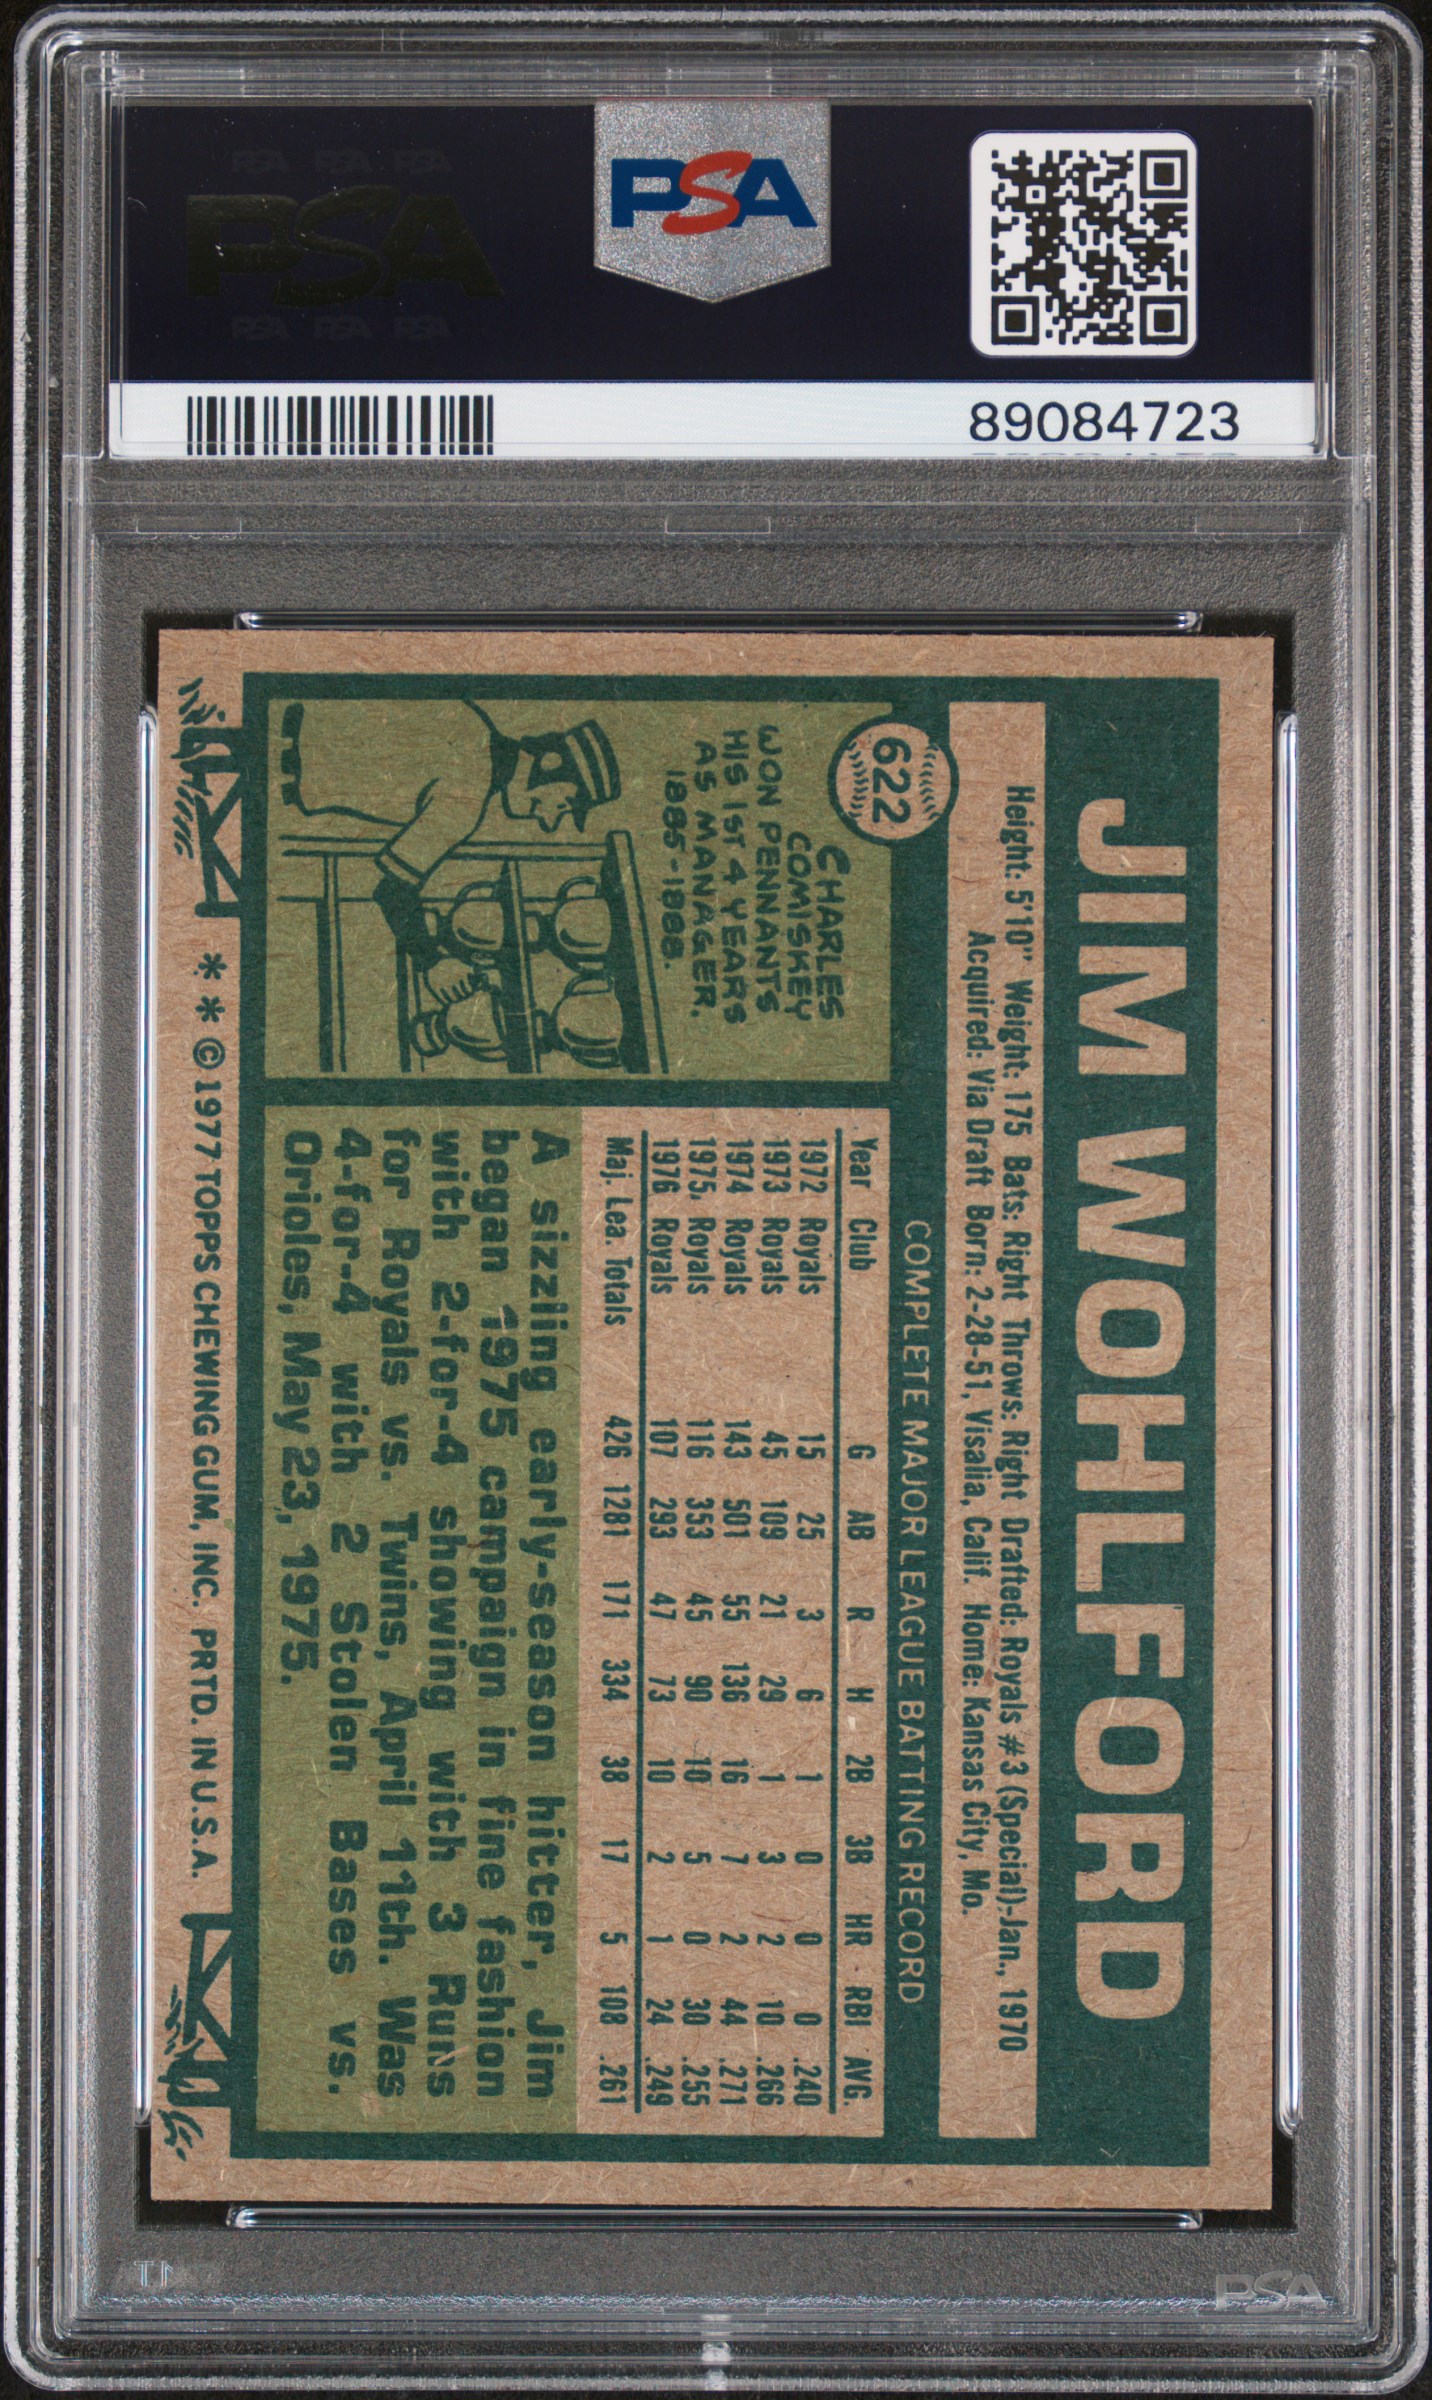 PSA PSA PSA
PSA
PSA PSA PSA
PSA
89084723
JIM WOHLFORD
Height: 5'10" Weight: 175 Bats: Right Throws: Right Drafted: Royals #3 (Special)-Jan., 1970
Acquired: Via Draft Born: 2-28-51, Visalia, Calif. Home: Kansas City, Mo.
622
CHARLES
COMISKEY
WON PENNANTS
HIS 1ST 4 YEARS
AS MANAGER.
1885-1888.
COMPLETE MAJOR LEAGUE BATTING RECORD
Year Club G AB R H 2B 3B HR RBI AVG.
1972 Royals 15 25 3 6 1 0 0 0 .240
1973 Royals 45 109 21 29 1 3 2 10 .266
1974 Royals 143 501 55 136 16 7 2 44 .271
1975 Royals 116 353 45 90 10 5 0 30 .255
1976 Royals 107 293 47 73 10 2 1 24 .249
Maj. Lea. Totals 426 1281 171 334 38 17 5 108 .261
A sizzling early-season hitter, Jim
began 1975 campaign in fine fashion
with 2-for-4 showing with 3 Runs
for Royals vs. Twins, April 11th. Was
4-for-4 with 2 Stolen Bases vs.
Orioles, May 23, 1975.
** © 1977 TOPPS CHEWING GUM, INC. PRTD. IN U.S.A.
PSA